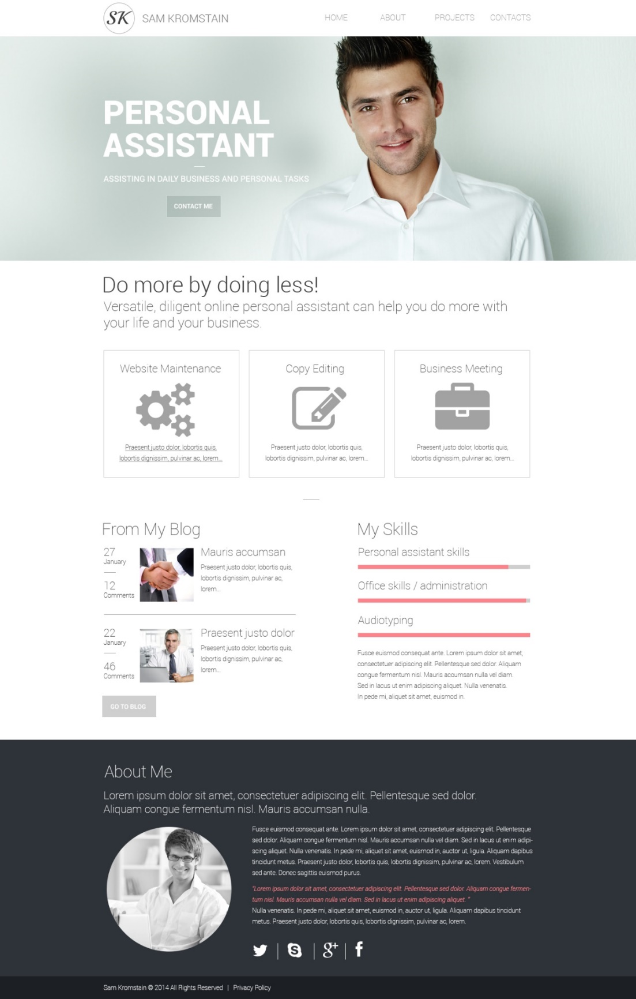 SK
SAM KROMSTAIN
HOME ABOUT PROJECTS CONTACTS
PERSONAL
ASSISTANT
ASSISTING IN DAILY BUSINESS AND PERSONAL TASKS
CONTACT ME
Do more by doing less!
Versatile, diligent online personal assistant can help you do more with
your life and your business.
Website Maintenance
Praesent justo dolor, lobortis quis,
lobortis dignissim, pulvinar ac, lorem...
Copy Editing
Praesent justo dolor, lobortis quis,
lobortis dignissim, pulvinar ac, lorem...
Business Meeting
Praesent justo dolor, lobortis quis,
lobortis dignissim, pulvinar ac, lorem...
From My Blog
27
January
12
Comments
Mauris accumsan
Praesent justo dolor, lobortis quis,
lobortis dignissim, pulvinar ac,
lorem...
22
January
46
Comments
Praesent justo dolor
Praesent justo dolor, lobortis quis,
lobortis dignissim, pulvinar ac,
lorem...
GO TO BLOG
My Skills
Personal assistant skills
Office skills / administration
Audiotyping
Fusce euismod consequat ante. Lorem ipsum dolor sit amet,
consectetuer adipiscing elit. Pellentesque sed dolor. Aliquam
congue fermentum nisl. Mauris accumsan nulla vel diam.
Sed in lacus ut enim adipiscing aliquet. Nulla venenatis.
In pede mi, aliquet sit amet, euismod in.
About Me
Lorem ipsum dolor sit amet, consectetuer adipiscing elit. Pellentesque sed dolor.
Aliquam congue fermentum nisl. Mauris accumsan nulla.
Fusce euismod consequat ante. Lorem ipsum dolor sit amet, consectetuer adipiscing elit. Pellentesque
sed dolor. Aliquam congue fermentum nisl. Mauris accumsan nulla vel diam. Sed in lacus ut enim adipi-
scing aliquet. Nulla venenatis. In pede mi, aliquet sit amet, euismod in, auctor ut, ligula. Aliquam dapibus
tincidunt metus. Praesent justo dolor, lobortis quis, lobortis dignissim, pulvinar ac, lorem. Vestibulum
sed ante. Donec sagittis euismod purus.
"Lorem ipsum dolor sit amet, consectetuer adipiscing elit. Pellentesque sed dolor. Aliquam congue fermen-
tum nisl. Mauris accumsan nulla vel diam. Sed in lacus ut enim adipiscing aliquet. "
Nulla venenatis. In pede mi, aliquet sit amet, euismod in, auctor ut, ligula. Aliquam dapibus tincidunt
metus. Praesent justo dolor, lobortis quis, lobortis dignissim, pulvinar ac, lorem.
Sam Kromstain © 2014 All Rights Reserved | Privacy Policy